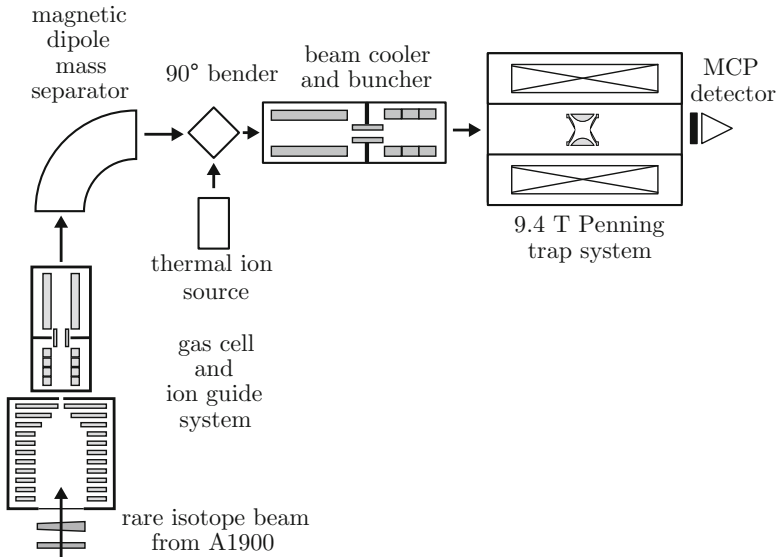 magnetic
dipole
mass
separator
90° bender
beam cooler
and buncher
MCP
detector
9.4 T Penning
trap system
thermal ion
source
gas cell
and
ion guide
system
rare isotope beam
from A1900